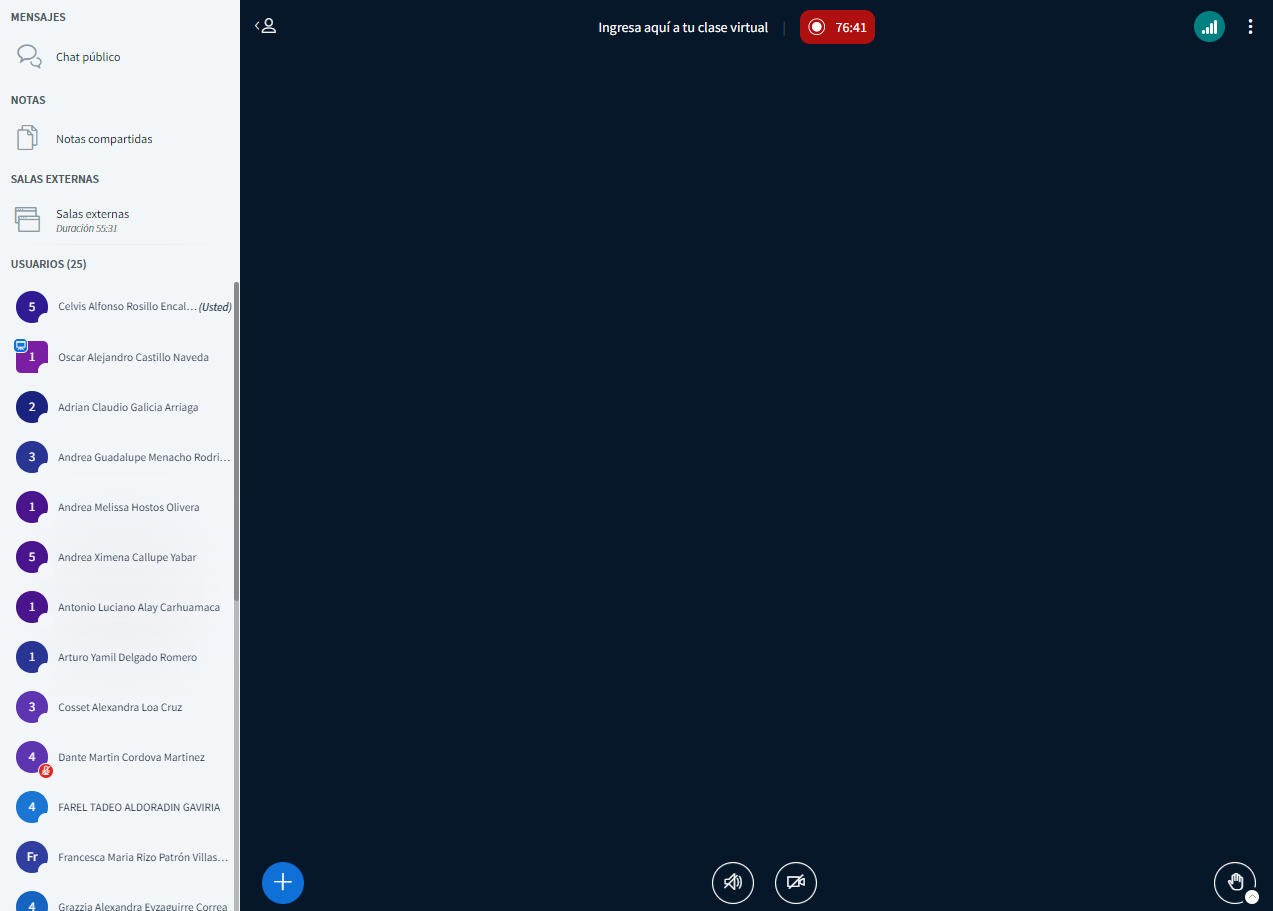 MENSAJES
Chat público
NOTAS
Notas compartidas
SALAS EXTERNAS
Salas externas
Duración 55:31
USUARIOS (25)
5 Celvis Alfonso Rosillo Encal... (Usted)
1 Oscar Alejandro Castillo Naveda
2 Adrian Claudio Galicia Arriaga
3 Andrea Guadalupe Menacho Rodri...
1 Andrea Melissa Hostos Olivera
5 Andrea Ximena Callupe Yabar
1 Antonio Luciano Alay Carhuamaca
1 Arturo Yamil Delgado Romero
3 Cosset Alexandra Loa Cruz
4 Dante Martin Cordova Martinez
4 FAREL TADEO ALDORADIN GAVIRIA
Fr Francesca Maria Rizo Patrón Villas...
4 Grazzia Alexandra Eyzaguirre Correa
Ingresa aquí a tu clase virtual
76:41